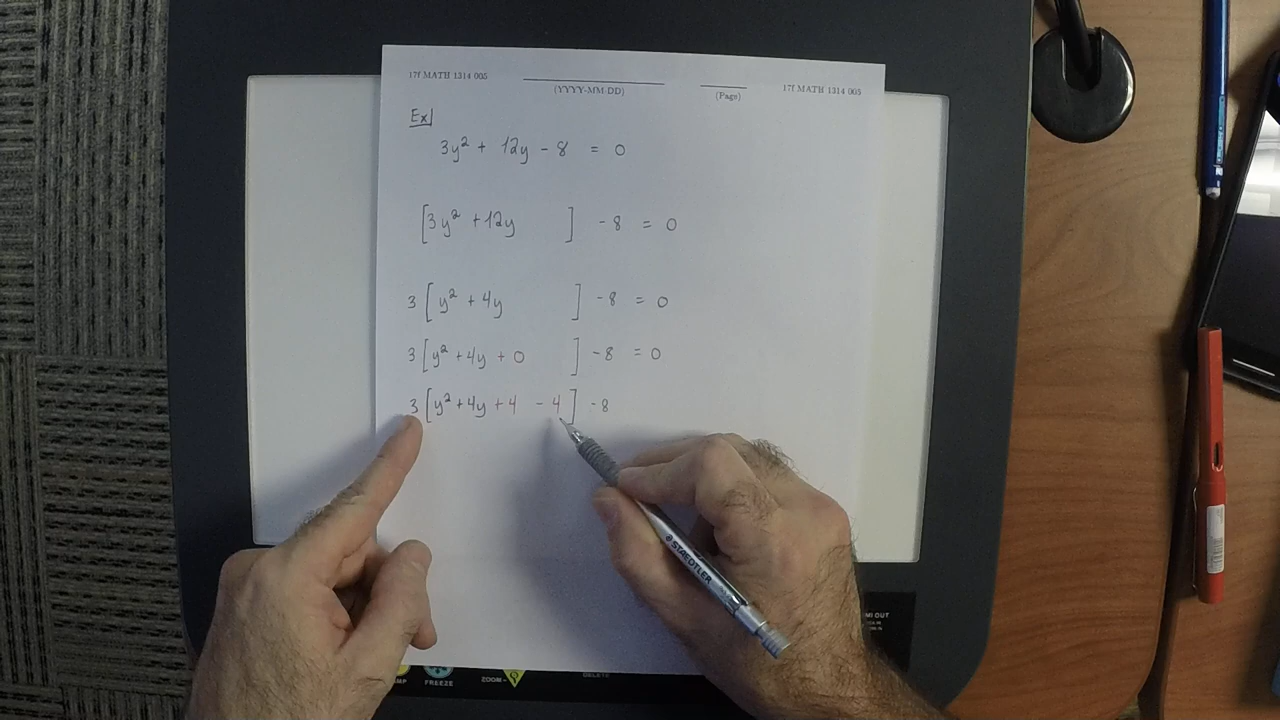 17f MATH 1314 005
(YYYY-MM-DD)
(Page)
17f MATH 1314 005
Ex
3y² + 12y - 8 = 0
[3y² + 12y ] - 8 = 0
3 [y² + 4y ] - 8 = 0
3 [y² + 4y + 0 ] - 8 = 0
3 [y² + 4y + 4 - 4] - 8
STAEDTLER
FREEZE
ZOOM -